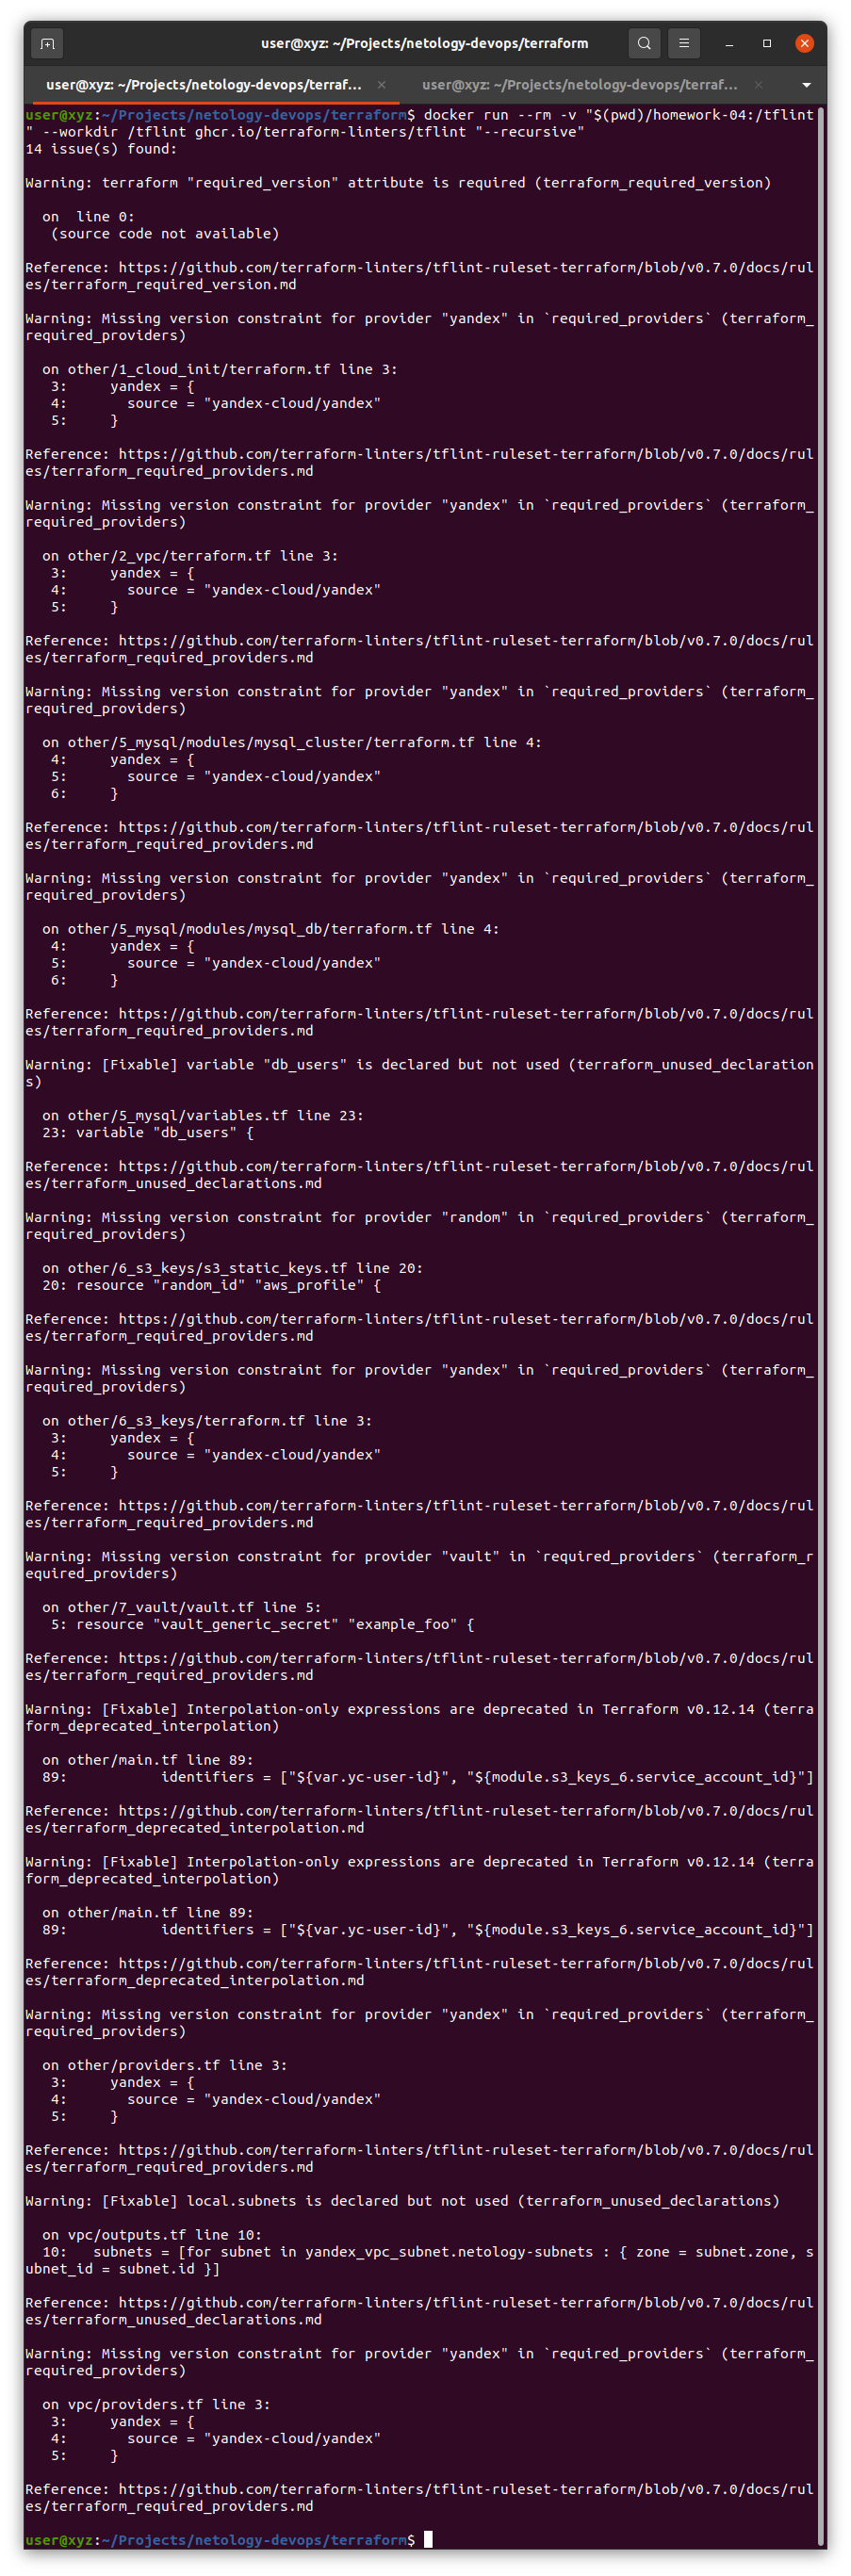 user@xyz: ~/Projects/netology-devops/terraform
user@xyz: ~/Projects/netology-devops/terraf...
user@xyz: ~/Projects/netology-devops/terraf...
user@xyz:~/Projects/netology-devops/terraform$ docker run --rm -v "$(pwd)/homework-04:/tflint
" --workdir /tflint ghcr.io/terraform-linters/tflint "--recursive"
14 issue(s) found:
Warning: terraform "required_version" attribute is required (terraform_required_version)
on  line 0:
(source code not available)
Reference: https://github.com/terraform-linters/tflint-ruleset-terraform/blob/v0.7.0/docs/rul
es/terraform_required_version.md
Warning: Missing version constraint for provider "yandex" in `required_providers` (terraform_
required_providers)
on other/1_cloud_init/terraform.tf line 3:
3:     yandex = {
4:       source = "yandex-cloud/yandex"
5:     }
Reference: https://github.com/terraform-linters/tflint-ruleset-terraform/blob/v0.7.0/docs/rul
es/terraform_required_providers.md
Warning: Missing version constraint for provider "yandex" in `required_providers` (terraform_
required_providers)
on other/2_vpc/terraform.tf line 3:
3:     yandex = {
4:       source = "yandex-cloud/yandex"
5:     }
Reference: https://github.com/terraform-linters/tflint-ruleset-terraform/blob/v0.7.0/docs/rul
es/terraform_required_providers.md
Warning: Missing version constraint for provider "yandex" in `required_providers` (terraform_
required_providers)
on other/5_mysql/modules/mysql_cluster/terraform.tf line 4:
4:     yandex = {
5:       source = "yandex-cloud/yandex"
6:     }
Reference: https://github.com/terraform-linters/tflint-ruleset-terraform/blob/v0.7.0/docs/rul
es/terraform_required_providers.md
Warning: Missing version constraint for provider "yandex" in `required_providers` (terraform_
required_providers)
on other/5_mysql/modules/mysql_db/terraform.tf line 4:
4:     yandex = {
5:       source = "yandex-cloud/yandex"
6:     }
Reference: https://github.com/terraform-linters/tflint-ruleset-terraform/blob/v0.7.0/docs/rul
es/terraform_required_providers.md
Warning: [Fixable] variable "db_users" is declared but not used (terraform_unused_declaration
s)
on other/5_mysql/variables.tf line 23:
23: variable "db_users" {
Reference: https://github.com/terraform-linters/tflint-ruleset-terraform/blob/v0.7.0/docs/rul
es/terraform_unused_declarations.md
Warning: Missing version constraint for provider "random" in `required_providers` (terraform_
required_providers)
on other/6_s3_keys/s3_static_keys.tf line 20:
20: resource "random_id" "aws_profile" {
Reference: https://github.com/terraform-linters/tflint-ruleset-terraform/blob/v0.7.0/docs/rul
es/terraform_required_providers.md
Warning: Missing version constraint for provider "yandex" in `required_providers` (terraform_
required_providers)
on other/6_s3_keys/terraform.tf line 3:
3:     yandex = {
4:       source = "yandex-cloud/yandex"
5:     }
Reference: https://github.com/terraform-linters/tflint-ruleset-terraform/blob/v0.7.0/docs/rul
es/terraform_required_providers.md
Warning: Missing version constraint for provider "vault" in `required_providers` (terraform_r
equired_providers)
on other/7_vault/vault.tf line 5:
5: resource "vault_generic_secret" "example_foo" {
Reference: https://github.com/terraform-linters/tflint-ruleset-terraform/blob/v0.7.0/docs/rul
es/terraform_required_providers.md
Warning: [Fixable] Interpolation-only expressions are deprecated in Terraform v0.12.14 (terra
form_deprecated_interpolation)
on other/main.tf line 89:
89:           identifiers = ["${var.yc-user-id}", "${module.s3_keys_6.service_account_id}"]
Reference: https://github.com/terraform-linters/tflint-ruleset-terraform/blob/v0.7.0/docs/rul
es/terraform_deprecated_interpolation.md
Warning: [Fixable] Interpolation-only expressions are deprecated in Terraform v0.12.14 (terra
form_deprecated_interpolation)
on other/main.tf line 89:
89:           identifiers = ["${var.yc-user-id}", "${module.s3_keys_6.service_account_id}"]
Reference: https://github.com/terraform-linters/tflint-ruleset-terraform/blob/v0.7.0/docs/rul
es/terraform_deprecated_interpolation.md
Warning: Missing version constraint for provider "yandex" in `required_providers` (terraform_
required_providers)
on other/providers.tf line 3:
3:     yandex = {
4:       source = "yandex-cloud/yandex"
5:     }
Reference: https://github.com/terraform-linters/tflint-ruleset-terraform/blob/v0.7.0/docs/rul
es/terraform_required_providers.md
Warning: [Fixable] local.subnets is declared but not used (terraform_unused_declarations)
on vpc/outputs.tf line 10:
10:   subnets = [for subnet in yandex_vpc_subnet.netology-subnets : { zone = subnet.zone, s
ubnet_id = subnet.id }]
Reference: https://github.com/terraform-linters/tflint-ruleset-terraform/blob/v0.7.0/docs/rul
es/terraform_unused_declarations.md
Warning: Missing version constraint for provider "yandex" in `required_providers` (terraform_
required_providers)
on vpc/providers.tf line 3:
3:     yandex = {
4:       source = "yandex-cloud/yandex"
5:     }
Reference: https://github.com/terraform-linters/tflint-ruleset-terraform/blob/v0.7.0/docs/rul
es/terraform_required_providers.md
user@xyz:~/Projects/netology-devops/terraform$